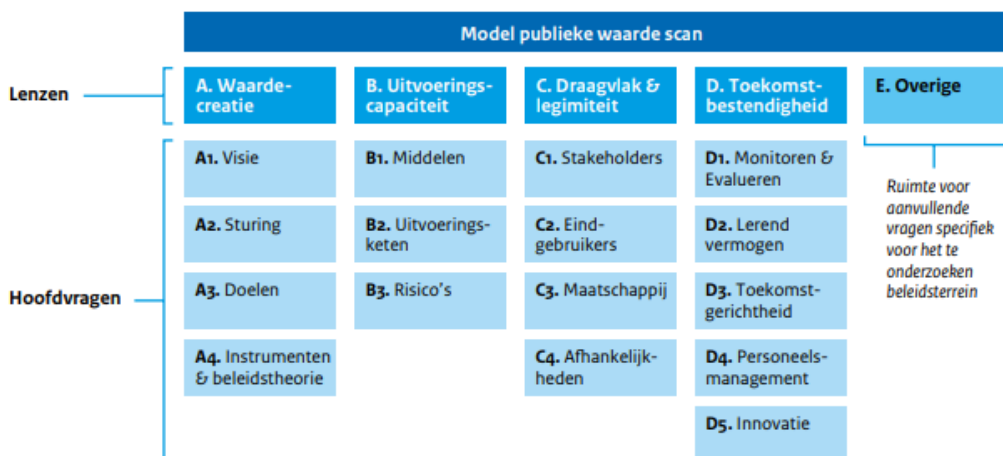 Model publieke waarde scan
Lenzen
A. Waarde-
creatie
B. Uitvoerings-
capaciteit
C. Draagvlak &
legimiteit
D. Toekomst-
bestendigheid
E. Overige
Hoofdvragen
A1. Visie
A2. Sturing
A3. Doelen
A4. Instrumenten
& beleidstheorie
B1. Middelen
B2. Uitvoerings-
keten
B3. Risico's
C1. Stakeholders
C2. Eind-
gebruikers
C3. Maatschappij
C4. Afhankelijk-
heden
D1. Monitoren &
Evalueren
D2. Lerend
vermogen
D3. Toekomst-
gerichtheid
D4. Personeels-
management
D5. Innovatie
Ruimte voor
aanvullende
vragen specifiek
voor het te
onderzoeken
beleidsterrein